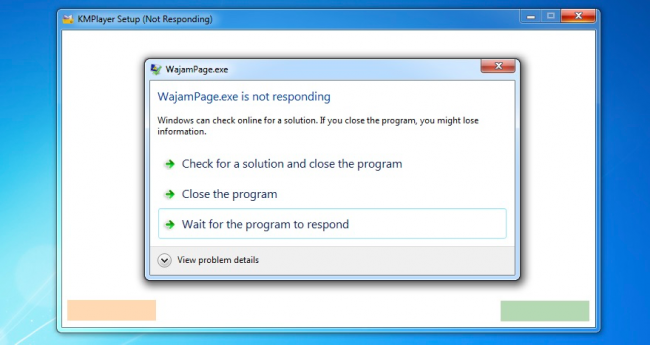 KMPlayer Setup (Not Responding)
WajamPage.exe
WajamPage.exe is not responding
Windows can check online for a solution. If you close the program, you might lose
information.
Check for a solution and close the program
Close the program
Wait for the program to respond
View problem details